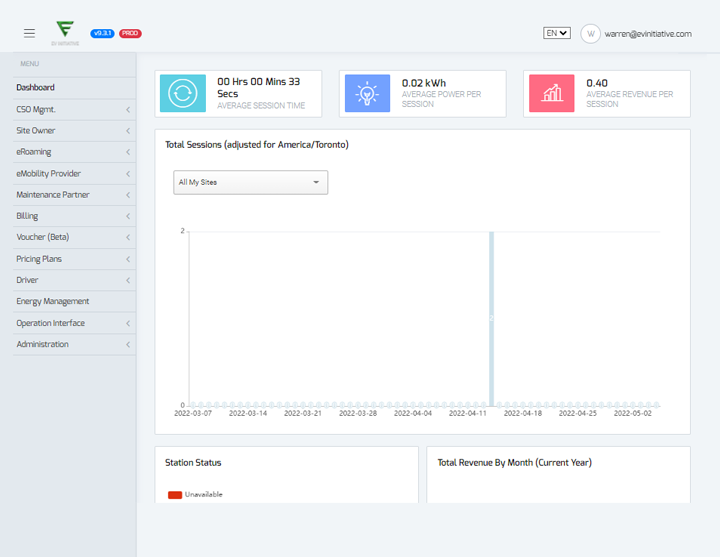 EV INITIATIVE
v9.3.1
PROD
EN
W
warren@evinitiative.com
MENU
Dashboard
CSO Mgmt.
Site Owner
eRoaming
eMobility Provider
Maintenance Partner
Billing
Voucher (Beta)
Pricing Plans
Driver
Energy Management
Operation Interface
Administration
00 Hrs 00 Mins 33
Secs
AVERAGE SESSION TIME
0.02 kWh
AVERAGE POWER PER
SESSION
0.40
AVERAGE REVENUE PER
SESSION
Total Sessions (adjusted for America/Toronto)
All My Sites
2
0
2022-03-07
2022-03-14
2022-03-21
2022-03-28
2022-04-04
2022-04-11
2022-04-18
2022-04-25
2022-05-02
Station Status
Unavailable
Total Revenue By Month (Current Year)